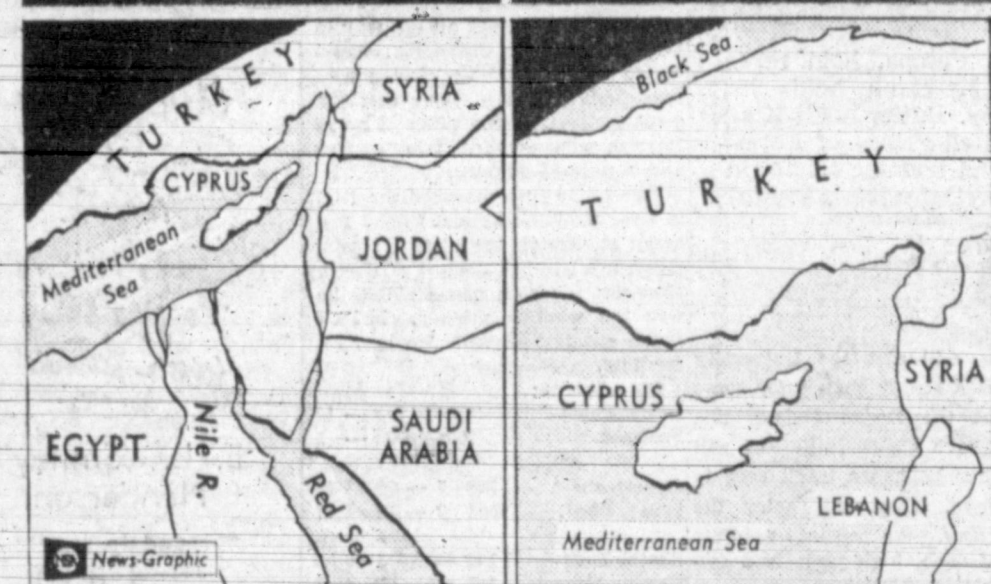 TURKEY
SYRIA
CYPRUS
Mediterranean
Sea
JORDAN
EGYPT
Nile R.
SAUDI
ARABIA
Red Sea
News-Graphic
Black Sea
TURKEY
CYPRUS
SYRIA
LEBANON
Mediterranean Sea